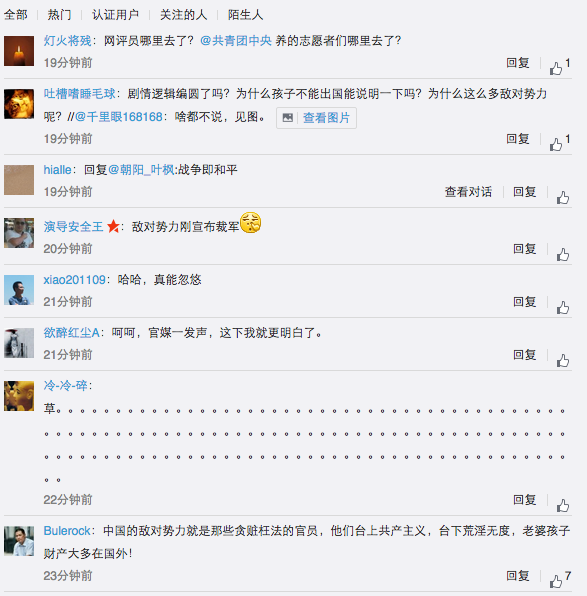 全部 | 热门 | 认证用户 | 关注的人 | 陌生人
灯火将残：网评员哪里去了？@共青团中央 养的志愿者们哪里去了？
19分钟前 回复 1
吐槽嗜睡毛球：剧情逻辑编圆了吗？为什么孩子不能出国能说明一下吗？为什么这么多敌对势力
呢？//@千里眼168168：啥都不说，见图。 查看图片
19分钟前 回复 1
hialle：回复@朝阳_叶枫:战争即和平
19分钟前 查看对话 | 回复
演导安全王：敌对势力刚宣布裁军
20分钟前 回复
xiao201109：哈哈，真能忽悠
21分钟前 回复
欲醉红尘A：呵呵，官媒一发声，这下我就更明白了。
21分钟前 回复
冷-冷-碎：
草。。。。。。。。。。。。。。。。。。。。。。。。。。。。。。。。。。。。。。。。。。。
。。。。。。。。。。。。。。。。。。。。。。。。。。。。。。。。。。。。。。。。。。。。
。。。。。。。。。。。。。。。。。。。。。。。。。。。。。。。。。。。。。。。。。。。。
。。
22分钟前 回复
Bulerock：中国的敌对势力就是那些贪赃枉法的官员，他们台上共产主义，台下荒淫无度，老婆孩子
财产大多在国外！
23分钟前 回复 7